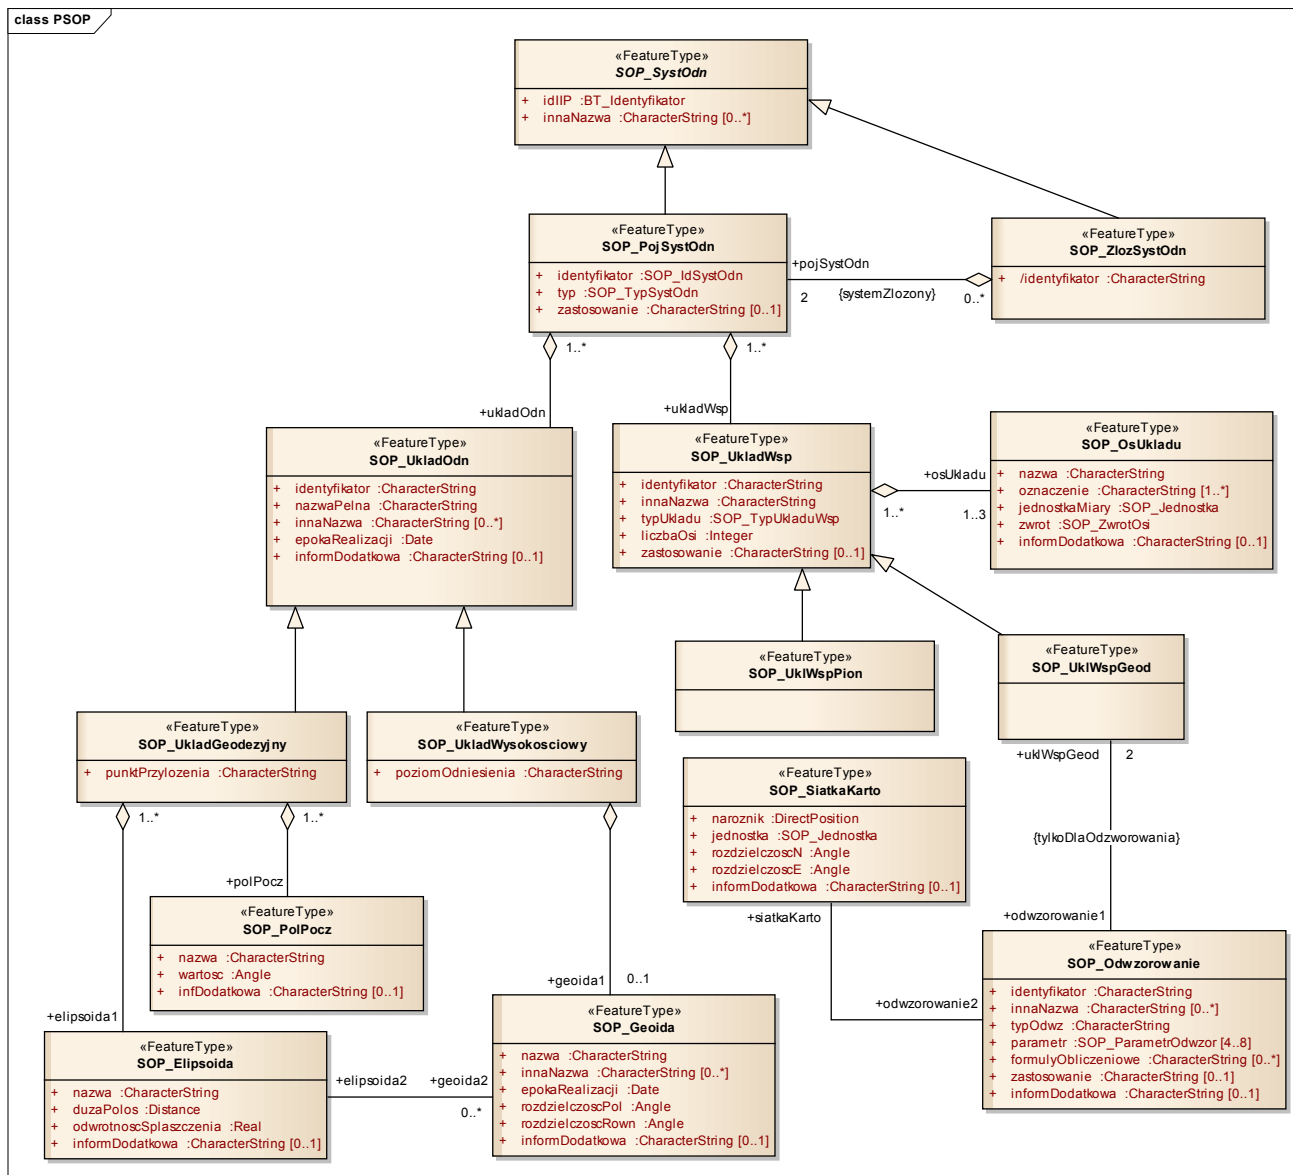 class PSOP
«FeatureType»
SOP_SystOdn
+ idIIP :BT_Identyfikator
+ innaNazwa :CharacterString [0..*]
«FeatureType»
SOP_PojSystOdn
+ identyfikator :SOP_IdSystOdn
+ typ :SOP_TypSystOdn
+ zastosowanie :CharacterString [0..1]
+pojSystOdn
2
{systemZlozony}
0..*
«FeatureType»
SOP_ZlozSystOdn
+ /identyfikator :CharacterString
1..*
1..*
+ukladOdn
+ukladWsp
«FeatureType»
SOP_UkladOdn
+ identyfikator :CharacterString
+ nazwaPelna :CharacterString
+ innaNazwa :CharacterString [0..*]
+ epokaRealizacji :Date
+ informDodatkowa :CharacterString [0..1]
«FeatureType»
SOP_UkladWsp
+ identyfikator :CharacterString
+ innaNazwa :CharacterString
+ typUkladu :SOP_TypUkladuWsp
+ liczbaOsi :Integer
+ zastosowanie :CharacterString [0..1]
+osUkladu
1..*
1..3
«FeatureType»
SOP_OsUkladu
+ nazwa :CharacterString
+ oznaczenie :CharacterString [1..*]
+ jednostkaMiary :SOP_Jednostka
+ zwrot :SOP_ZwrotOsi
+ informDodatkowa :CharacterString [0..1]
«FeatureType»
SOP_UklWspPion
«FeatureType»
SOP_UklWspGeod
+uklWspGeod
2
{tylkoDlaOdzworowania}
+odwzorowanie1
«FeatureType»
SOP_UkladGeodezyjny
+ punktPrzylozenia :CharacterString
«FeatureType»
SOP_UkladWysokosciowy
+ poziomOdniesienia :CharacterString
1..*
1..*
+polPocz
«FeatureType»
SOP_SiatkaKarto
+ naroznik :DirectPosition
+ jednostka :SOP_Jednostka
+ rozdzielczoscN :Angle
+ rozdzielczoscE :Angle
+ informDodatkowa :CharacterString [0..1]
+siatkaKarto
+odwzorowanie2
«FeatureType»
SOP_PolPocz
+ nazwa :CharacterString
+ wartosc :Angle
+ infDodatkowa :CharacterString [0..1]
«FeatureType»
SOP_Odwzorowanie
+ identyfikator :CharacterString
+ innaNazwa :CharacterString [0..*]
+ typOdwz :CharacterString
+ parametr :SOP_ParametrOdwzor [4..8]
+ formulyObliczeniowe :CharacterString [0..*]
+ zastosowanie :CharacterString [0..1]
+ informDodatkowa :CharacterString [0..1]
+geoida1
0..1
+elipsoida1
«FeatureType»
SOP_Elipsoida
+ nazwa :CharacterString
+ duzaPolos :Distance
+ odwrotnoscSplaszczenia :Real
+ informDodatkowa :CharacterString [0..1]
+elipsoida2
+geoida2
0..*
«FeatureType»
SOP_Geoida
+ nazwa :CharacterString
+ innaNazwa :CharacterString [0..*]
+ epokaRealizacji :Date
+ rozdzielczoscPol :Angle
+ rozdzielczoscRown :Angle
+ informDodatkowa :CharacterString [0..1]